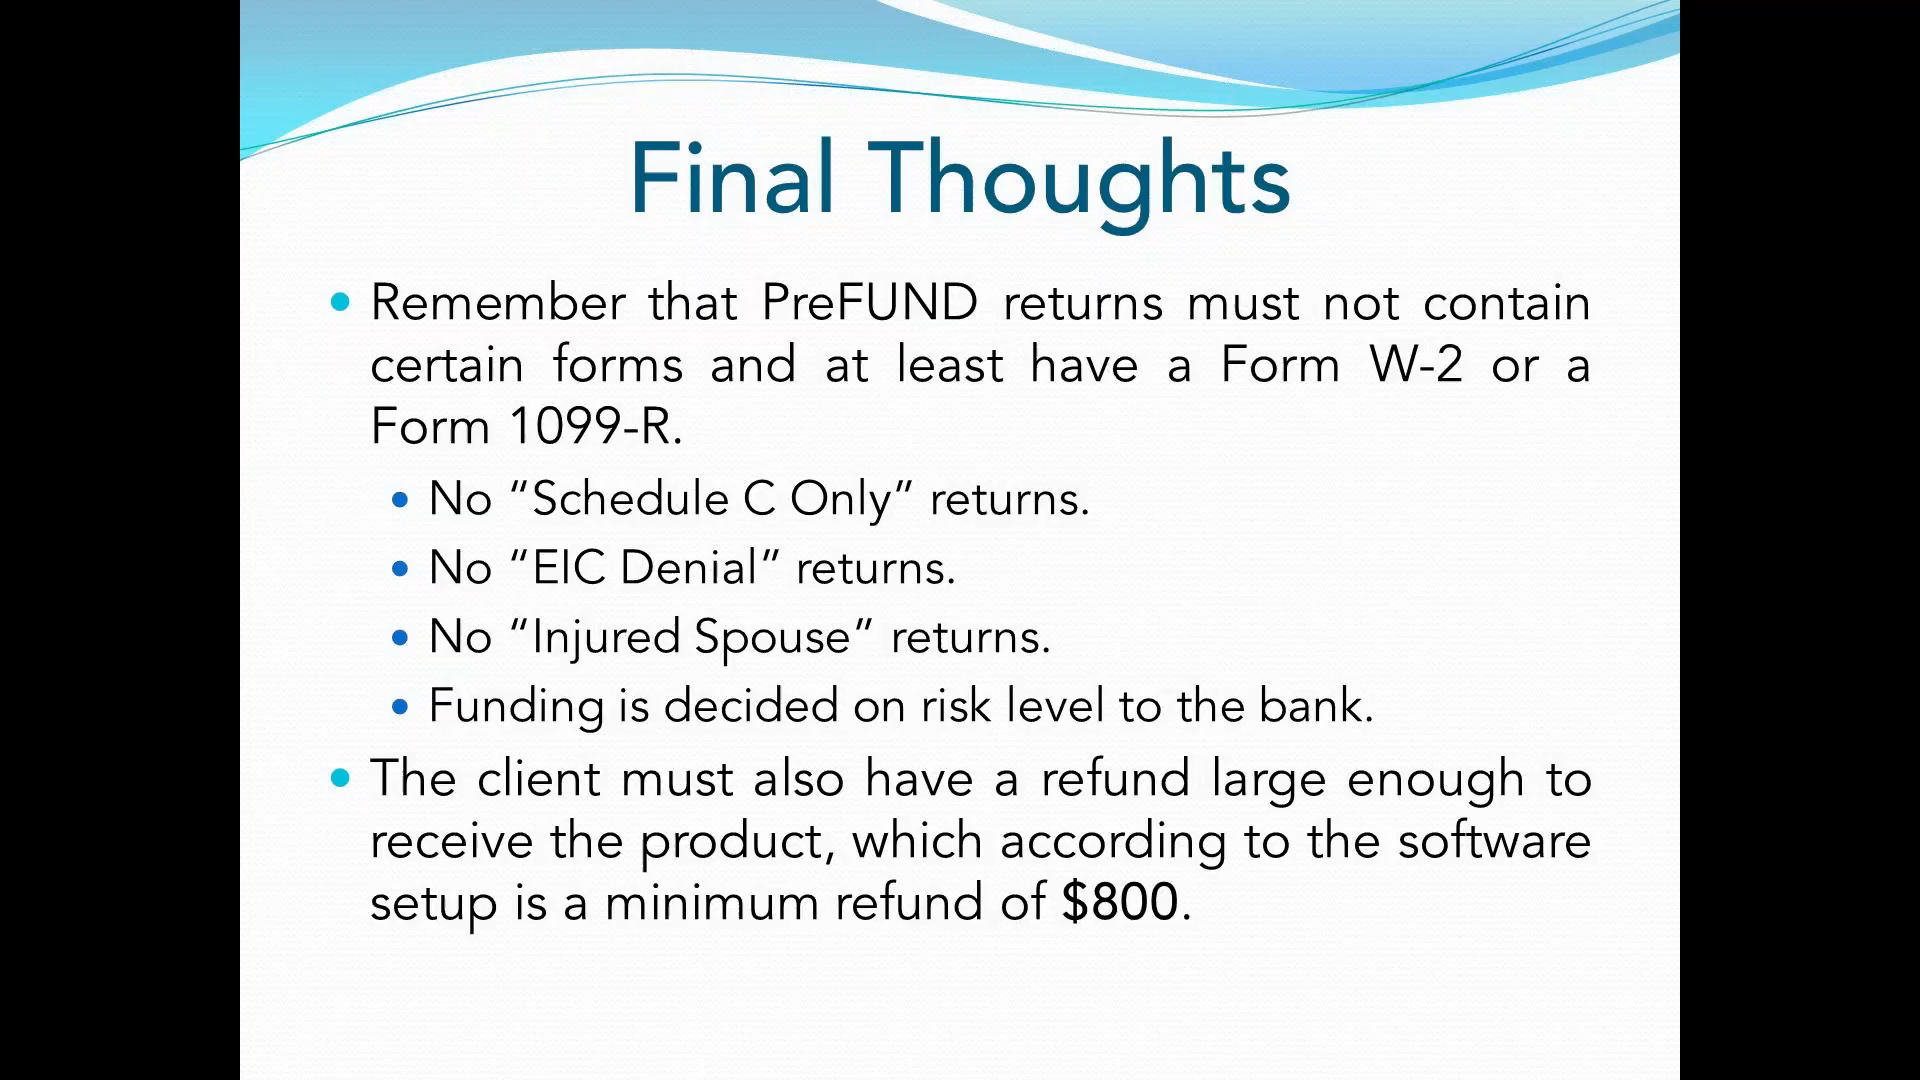 Final Thoughts
• Remember that PreFUND returns must not contain
certain forms and at least have a Form W-2 or a
Form 1099-R.
• No “Schedule C Only” returns.
• No “EIC Denial” returns.
• No “Injured Spouse” returns.
• Funding is decided on risk level to the bank.
• The client must also have a refund large enough to
receive the product, which according to the software
setup is a minimum refund of $800.